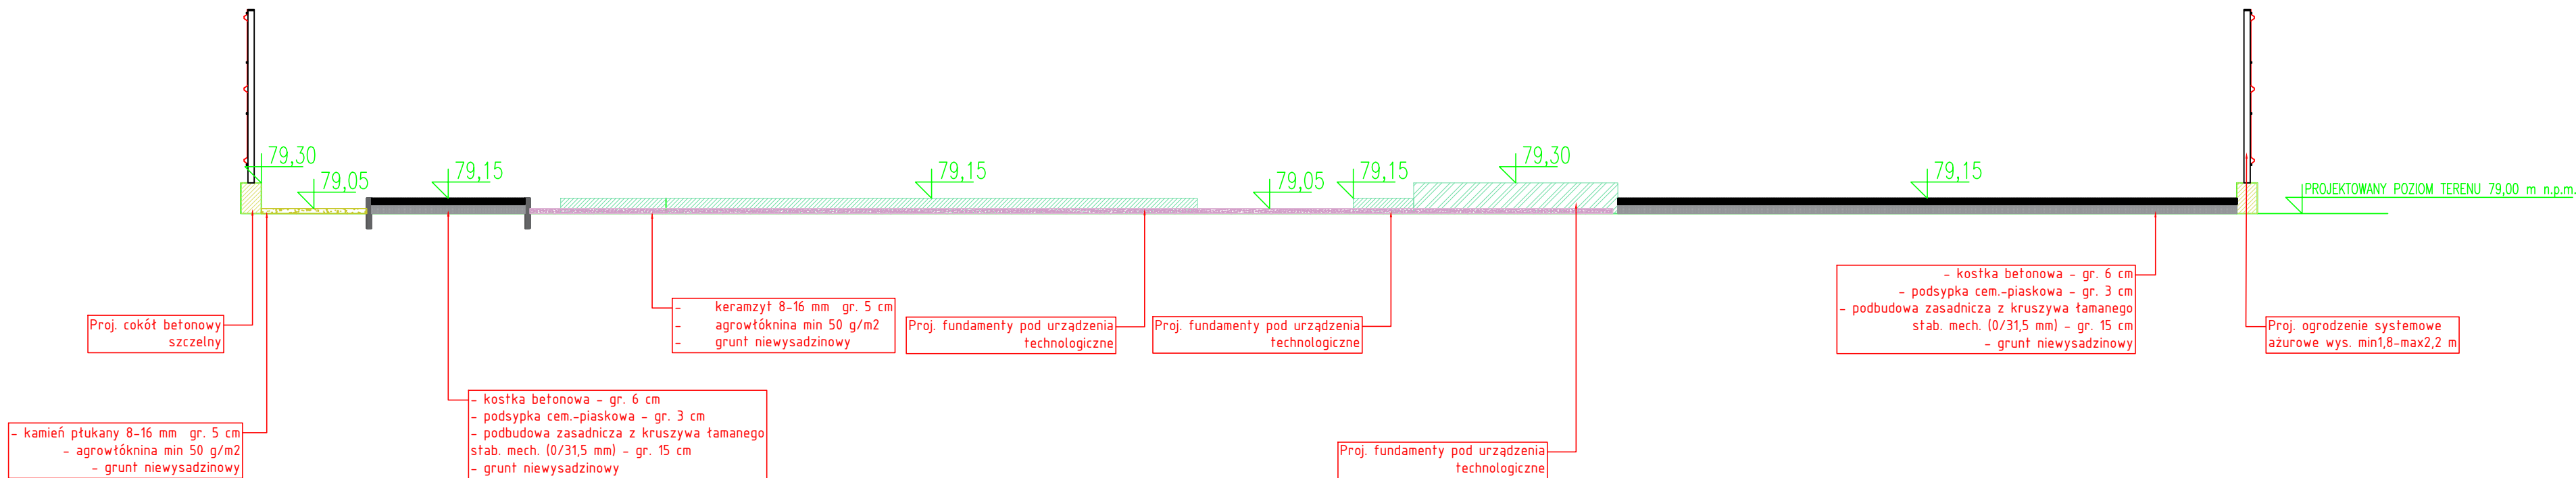 79,30
79,05
79,15
79,15
79,05
79,15
79,30
79,15
PROJEKTOWANY POZIOM TERENU 79,00 m n.p.m.
Proj. cokół betonowy
szczelny
- kamień płukany 8-16 mm gr. 5 cm
- agrowłóknina min 50 g/m2
- grunt niewysadzinowy
- kostka betonowa - gr. 6 cm
- podsypka cem.-piaskowa - gr. 3 cm
- podbudowa zasadnicza z kruszywa łamanego
stab. mech. (0/31,5 mm) - gr. 15 cm
- grunt niewysadzinowy
- keramzyt 8-16 mm gr. 5 cm
- agrowłóknina min 50 g/m2
- grunt niewysadzinowy
Proj. fundamenty pod urządzenia
technologiczne
Proj. fundamenty pod urządzenia
technologiczne
Proj. fundamenty pod urządzenia
technologiczne
- kostka betonowa - gr. 6 cm
- podsypka cem.-piaskowa - gr. 3 cm
- podbudowa zasadnicza z kruszywa łamanego
stab. mech. (0/31,5 mm) - gr. 15 cm
- grunt niewysadzinowy
Proj. ogrodzenie systemowe
ażurowe wys. min1,8-max2,2 m